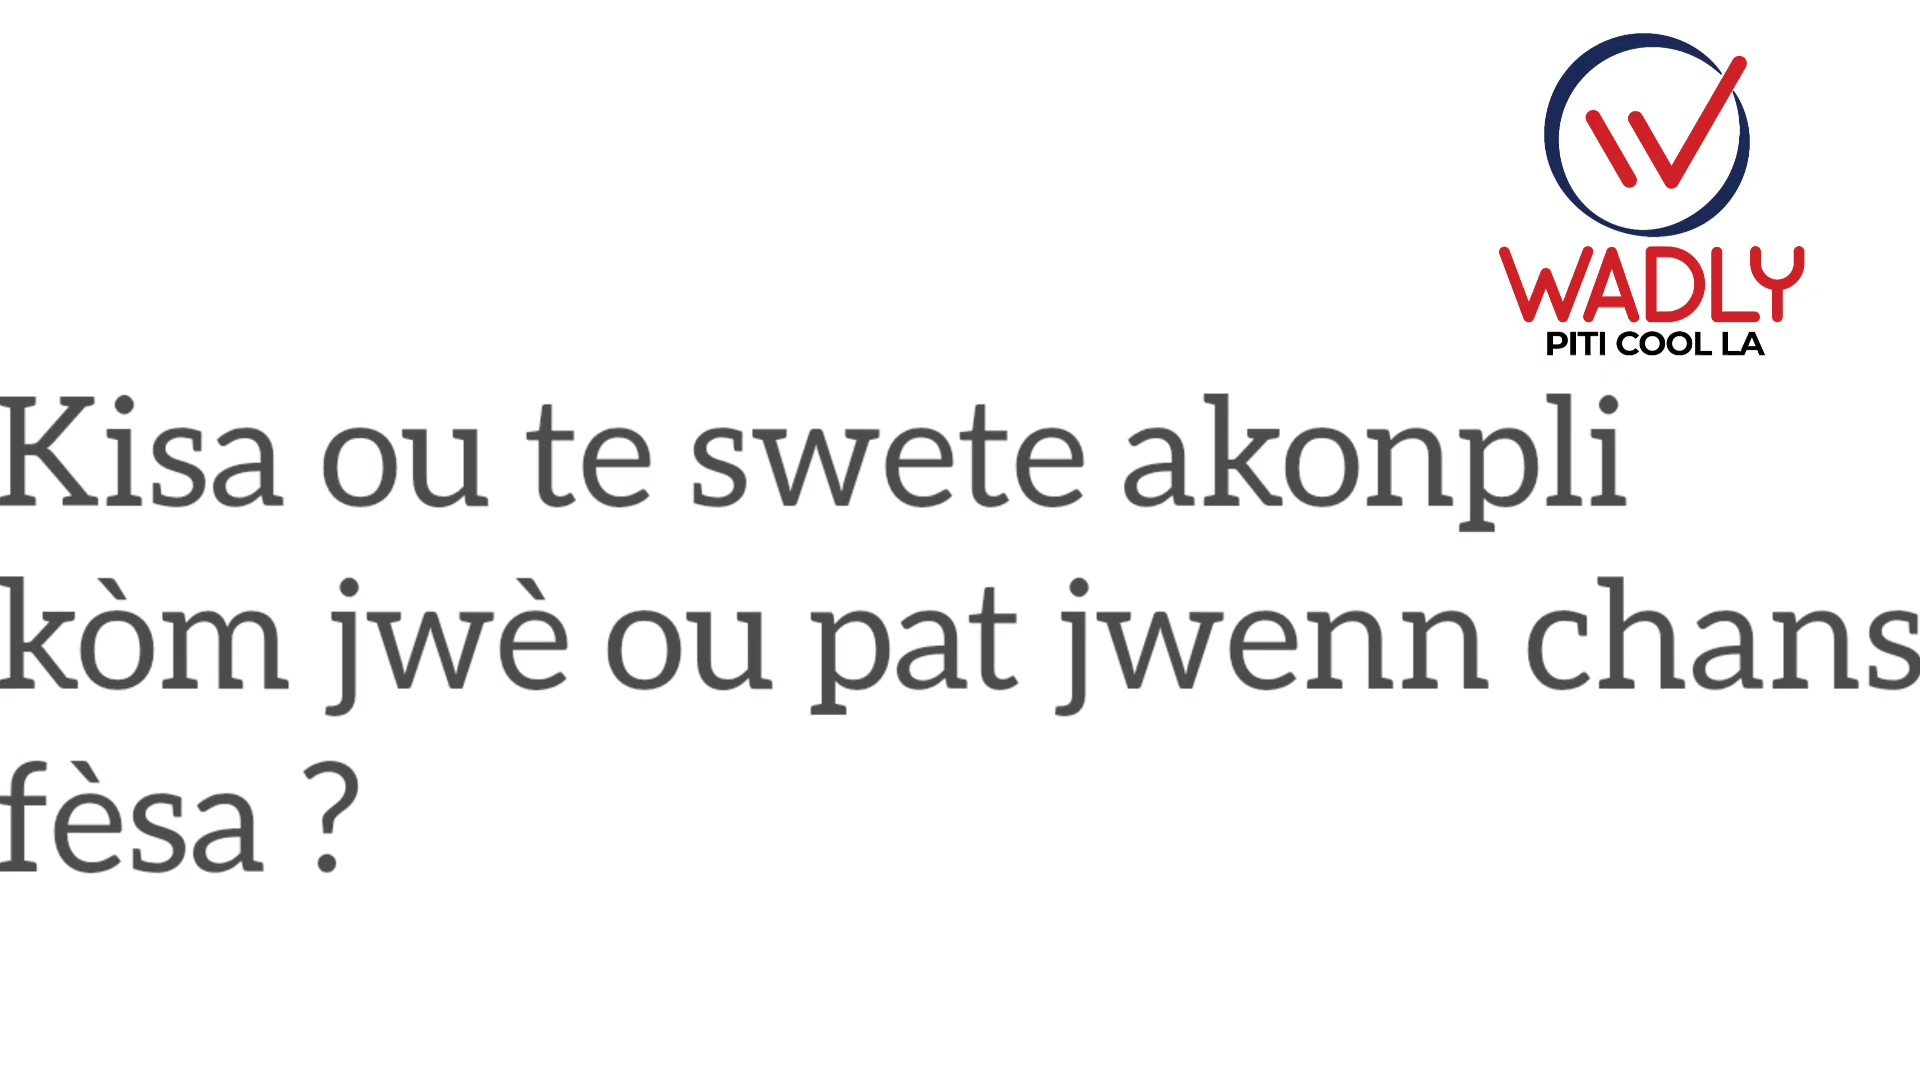 W
WADLY
PITI COOL LA
Kisa ou te swete akonpli
kòm jwè ou pat jwenn chans
fèsa ?